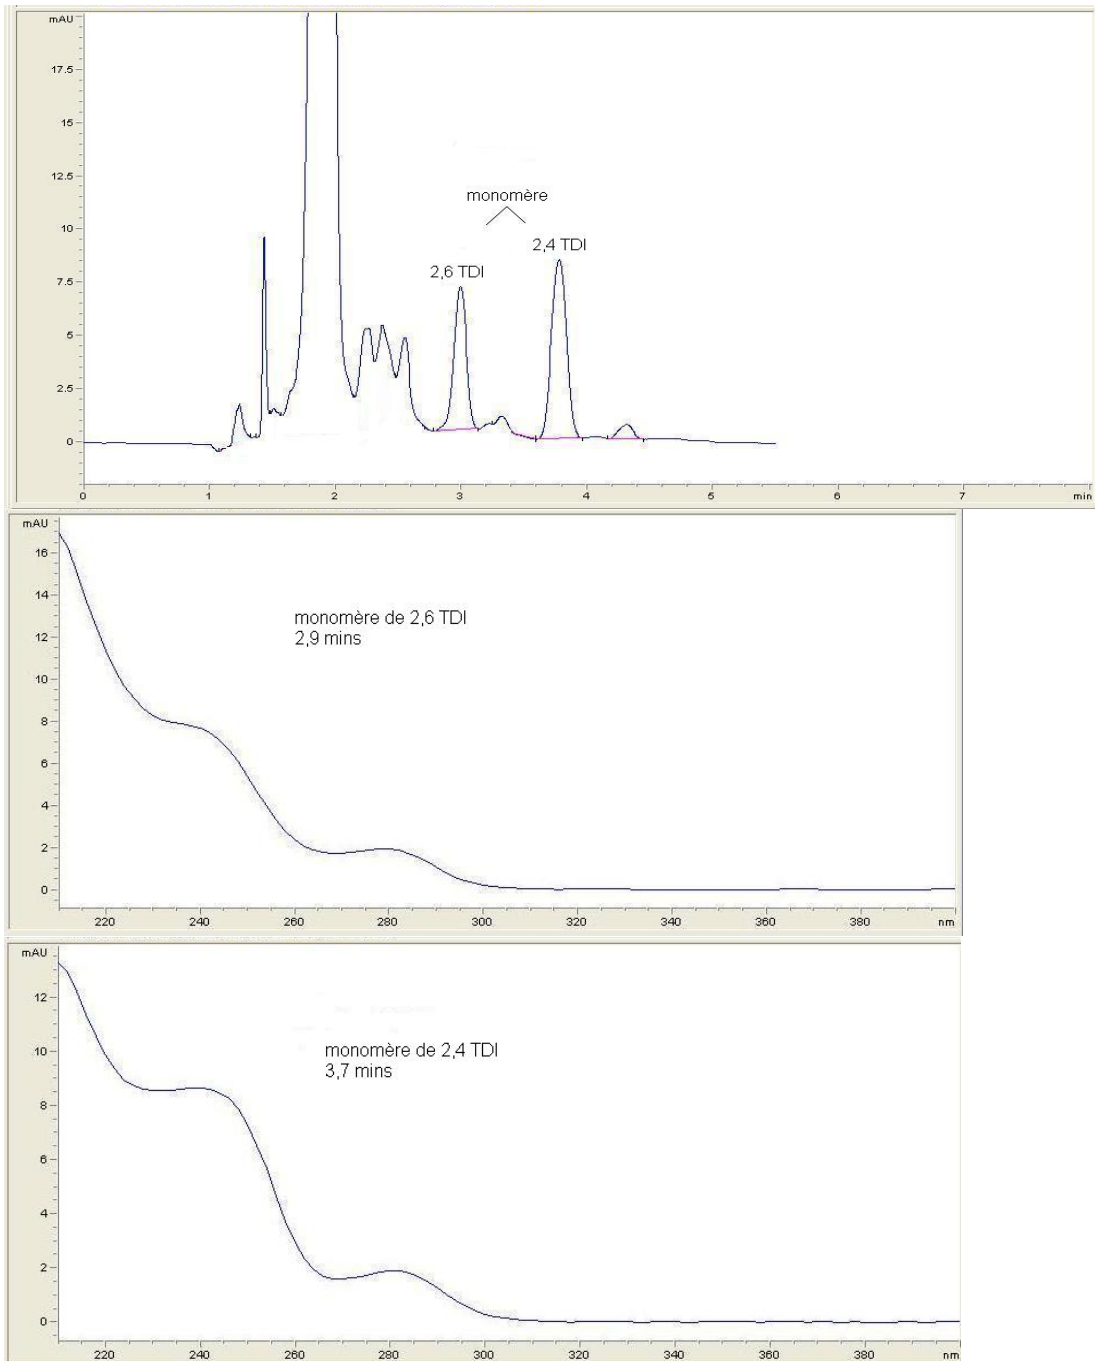 mAU
17.5
15
12.5
10
7.5
5
2.5
0
monomère
2,6 TDI
2,4 TDI
0 1 2 3 4 5 6 7 min
mAU
16
14
12
10
8
6
4
2
0
monomère de 2,6 TDI
2,9 mins
220 240 260 280 300 320 340 360 380 nm
mAU
12
10
8
6
4
2
0
monomère de 2,4 TDI
3,7 mins
220 240 260 280 300 320 340 360 380 nm